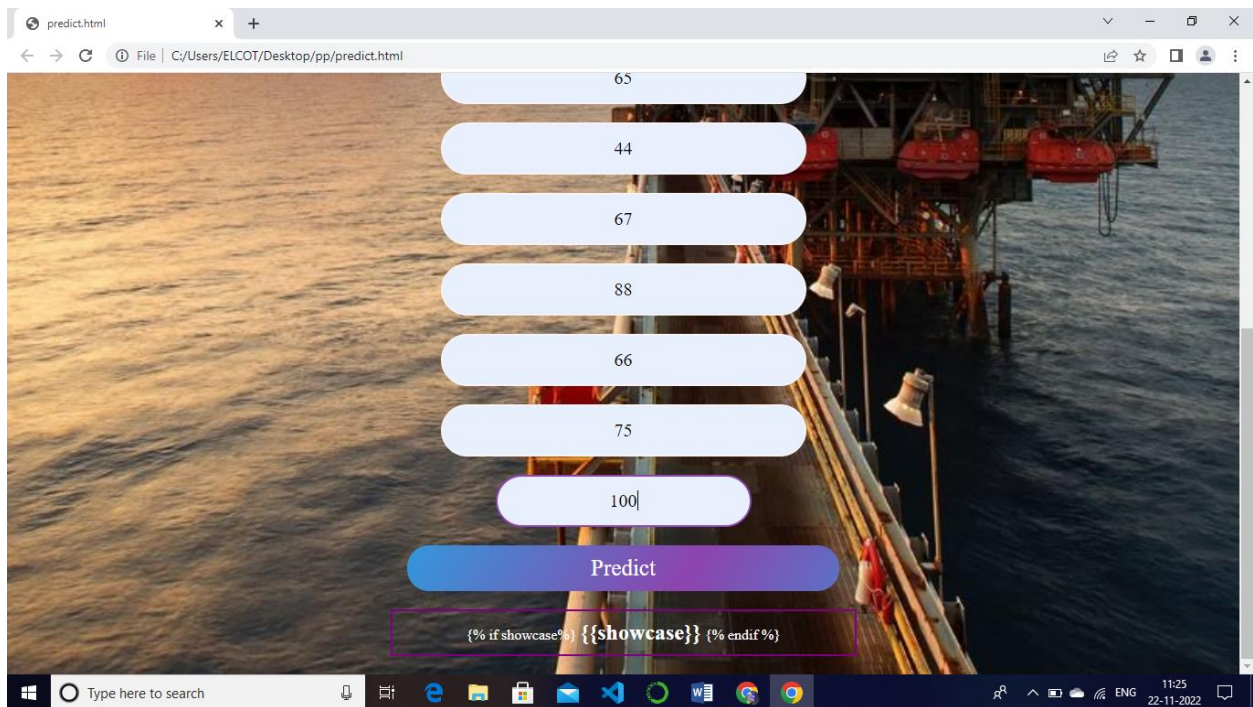 predict.html
File | C:/Users/ELCOT/Desktop/pp/predict.html
65
44
67
88
66
75
100
Predict
{% if showcase%} {{showcase}} {% endif %}
Type here to search
ENG
11:25
22-11-2022